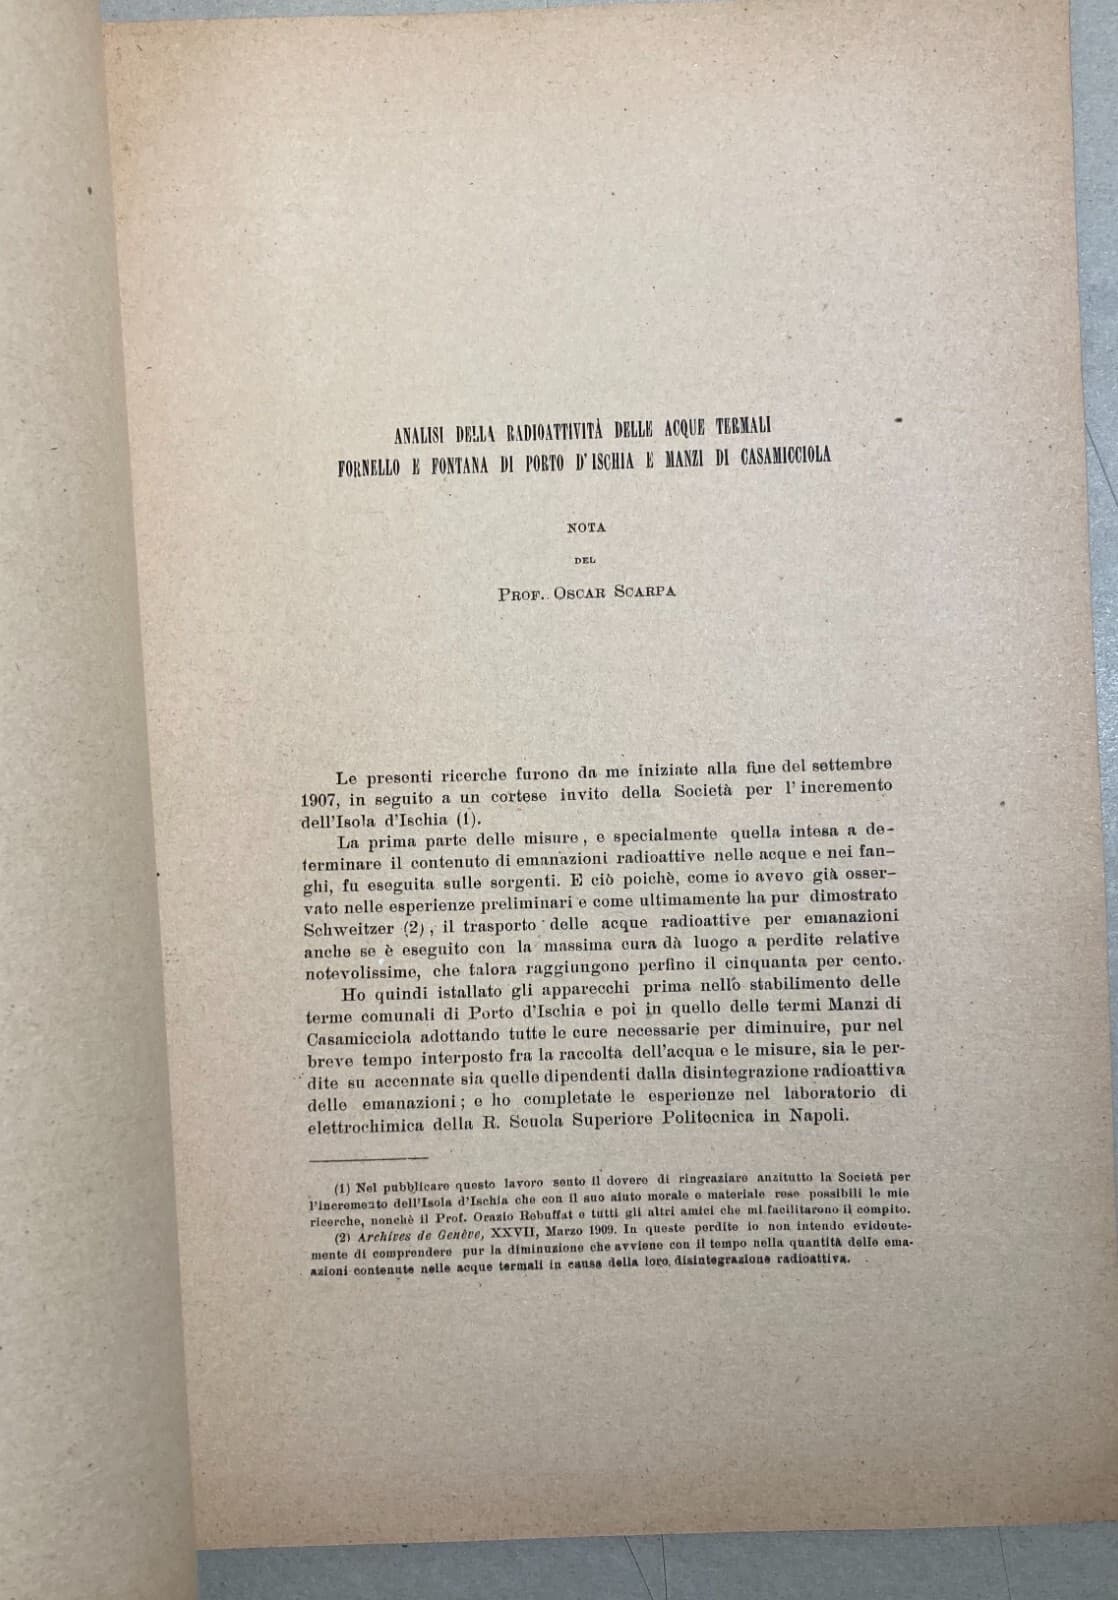 ANALISI DELLA RADIOATTIVITÀ DELLE ACQUE TERMALI
FORNELLO E FONTANA DI PORTO D'ISCHIA E MANZI DI CASAMICCIOLA
NOTA
DEL
PROF. OSCAR SCARPA
Le presenti ricerche furono da me iniziate alla fine del settembre
1907, in seguito a un cortese invito della Società per l'incremento
dell'Isola d'Ischia (1).
La prima parte delle misure, e specialmente quella intesa a de-
terminare il contenuto di emanazioni radioattive nelle acque e nei fan-
ghi, fu eseguita sulle sorgenti. E ciò poichè, come io avevo già osser-
vato nelle esperienze preliminari e come ultimamente ha pur dimostrato
Schweitzer (2), il trasporto delle acque radioattive per emanazioni
anche se è eseguito con la massima cura dà luogo a perdite relative
notevolissime, che talora raggiungono perfino il cinquanta per cento.
Ho quindi istallato gli apparecchi prima nello stabilimento delle
terme comunali di Porto d'Ischia e poi in quello delle termi Manzi di
Casamicciola adottando tutte le cure necessarie per diminuire, pur nel
breve tempo interposto fra la raccolta dell'acqua e le misure, sia le per-
dite su accennate sia quelle dipendenti dalla disintegrazione radioattiva
delle emanazioni; e ho completate le esperienze nel laboratorio di
elettrochimica della R. Scuola Superiore Politecnica in Napoli.
(1) Nel pubblicare questo lavoro sento il dovere di ringraziare anzitutto la Società per
l'incremento dell'Isola d'Ischia che con il suo aiuto morale e materiale rese possibili le mie
ricerche, nonchè il Prof. Orazio Rebuffat e tutti gli altri amici che mi facilitarono il compito.
(2) Archives de Genève, XXVII, Marzo 1909. In queste perdite io non intendo evidente-
mente di comprendere pur la diminuzione che avviene con il tempo nella quantità delle ema-
azioni contenute nelle acque termali in causa della loro disintegrazione radioattiva.